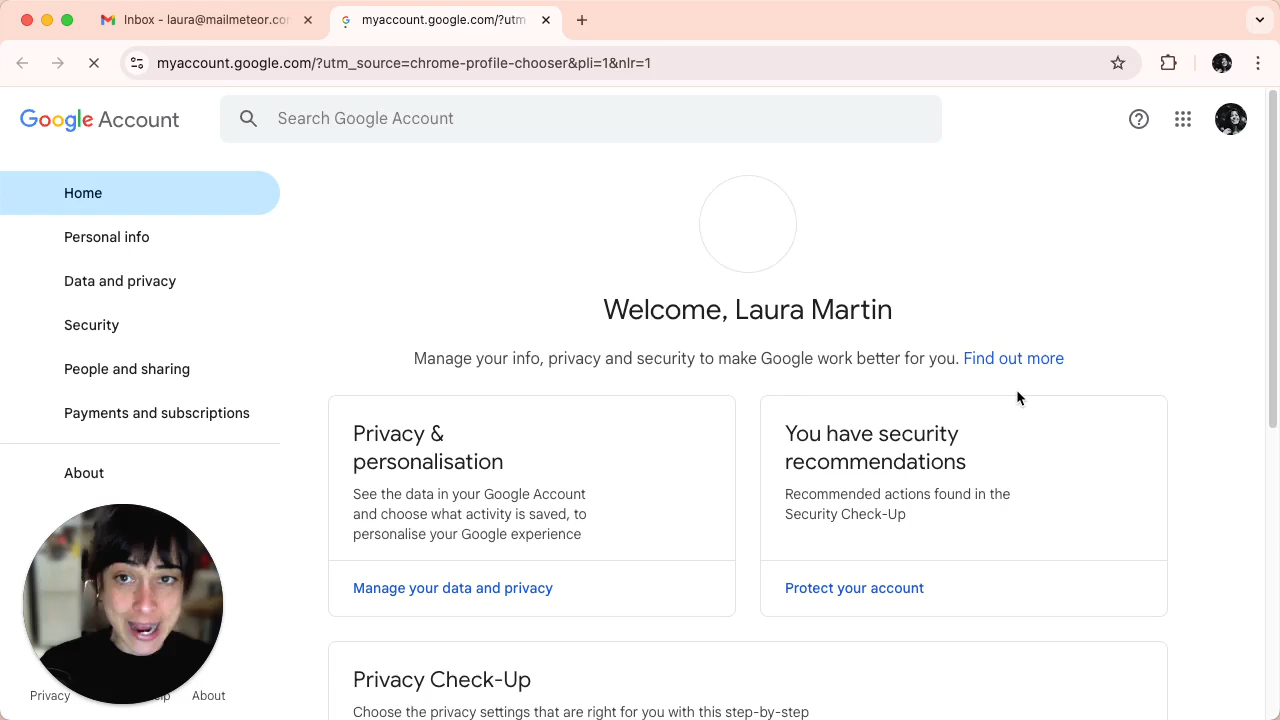 Inbox - laura@mailmeteor.co
myaccount.google.com/?utm
myaccount.google.com/?utm_source=chrome-profile-chooser&pli=1&nlr=1
Google Account
Search Google Account
Home
Personal info
Data and privacy
Security
People and sharing
Payments and subscriptions
About
Welcome, Laura Martin
Manage your info, privacy and security to make Google work better for you. Find out more
Privacy &
personalisation
See the data in your Google Account
and choose what activity is saved, to
personalise your Google experience
Manage your data and privacy
You have security
recommendations
Recommended actions found in the
Security Check-Up
Protect your account
Privacy Check-Up
Choose the privacy settings that are right for you with this step-by-step
Privacy
About